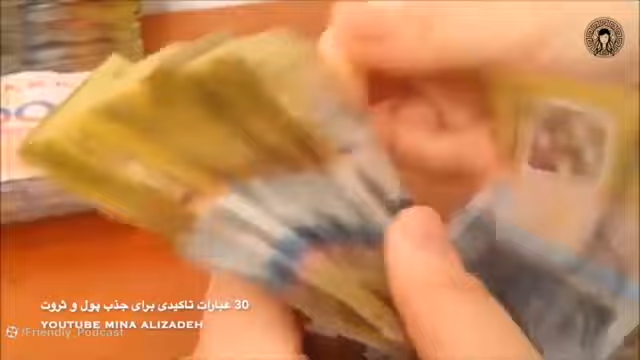 30 عبارات تاکیدی برای جذب پول و ثروت
YOUTUBE MINA ALIZADEH
/Friendly_Podcast